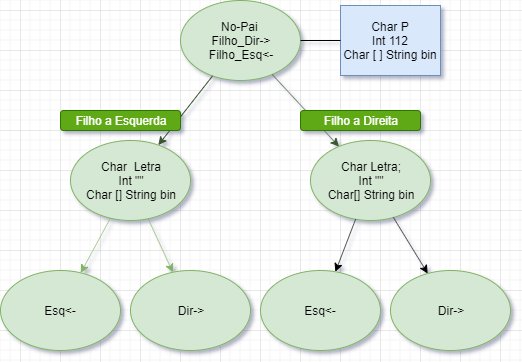 No-Pai
Filho_Dir->
Filho_Esq<-
Char P
Int 112
Char [ ] String bin
Filho a Esquerda
Filho a Direita
Char  Letra
Int ""
Char [] String bin
Char Letra;
Int ""
Char[] String bin
Esq<-
Dir->
Esq<-
Dir->